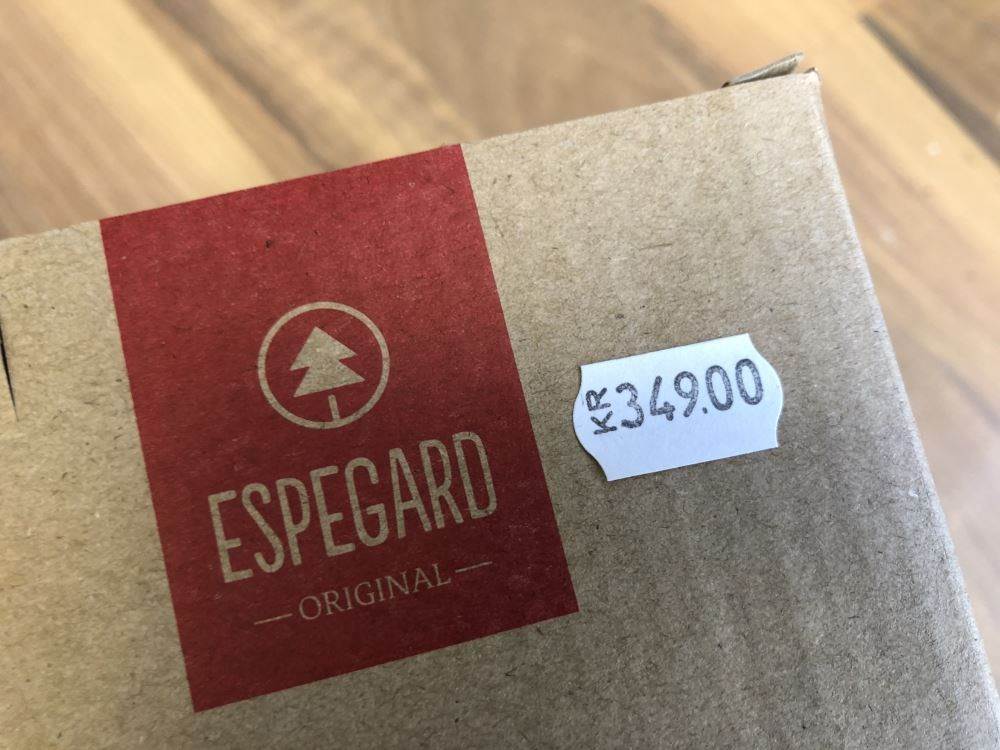 ESPEGARD
— ORIGINAL —
KR 349.00